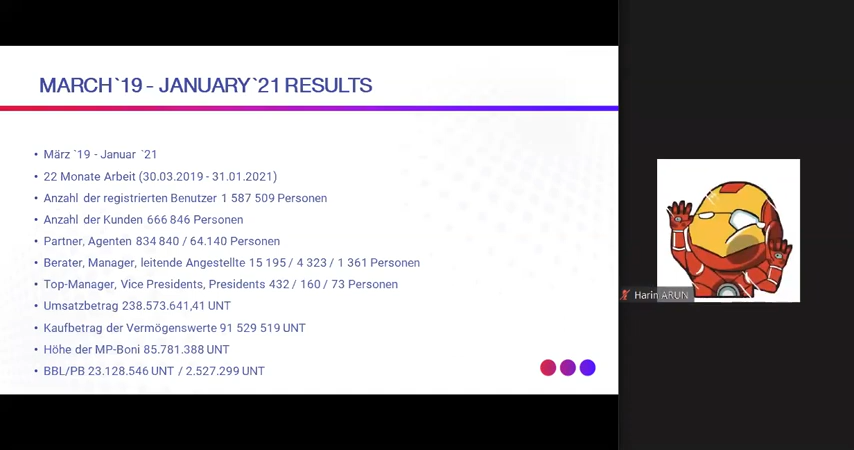 MARCH`19 - JANUARY`21 RESULTS
• März `19 - Januar `21
• 22 Monate Arbeit (30.03.2019 - 31.01.2021)
• Anzahl der registrierten Benutzer 1 587 509 Personen
• Anzahl der Kunden 666 846 Personen
• Partner, Agenten 834 840 / 64.140 Personen
• Berater, Manager, leitende Angestellte 15 195 / 4 323 / 1 361 Personen
• Top-Manager, Vice Presidents, Presidents 432 / 160 / 73 Personen
• Umsatzbetrag 238.573.641,41 UNT
• Kaufbetrag der Vermögenswerte 91 529 519 UNT
• Höhe der MP-Boni 85.781.388 UNT
• BBL/PB 23.128.546 UNT / 2.527.299 UNT
Harin ARUN